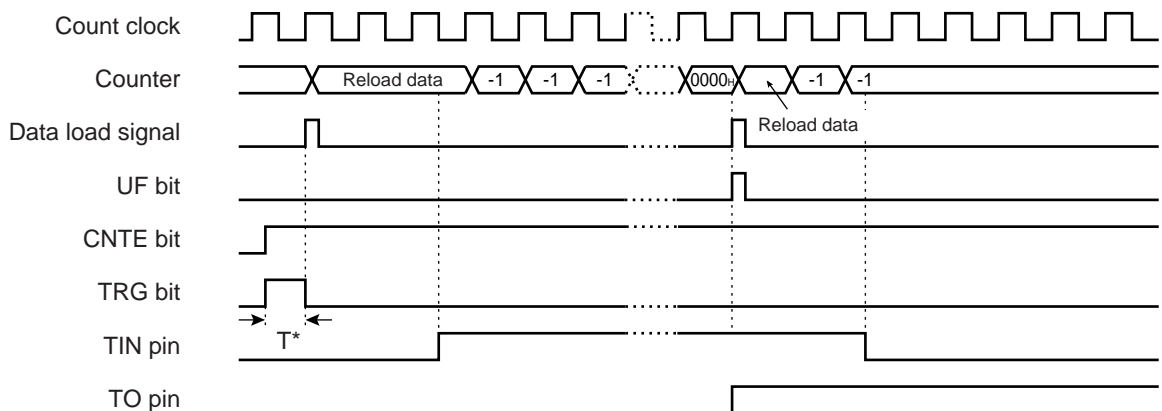 Count clock
Counter
Reload data -1 -1 -1 0000H -1 -1
Data load signal
Reload data
UF bit
CNTE bit
TRG bit
T*
TIN pin
TO pin